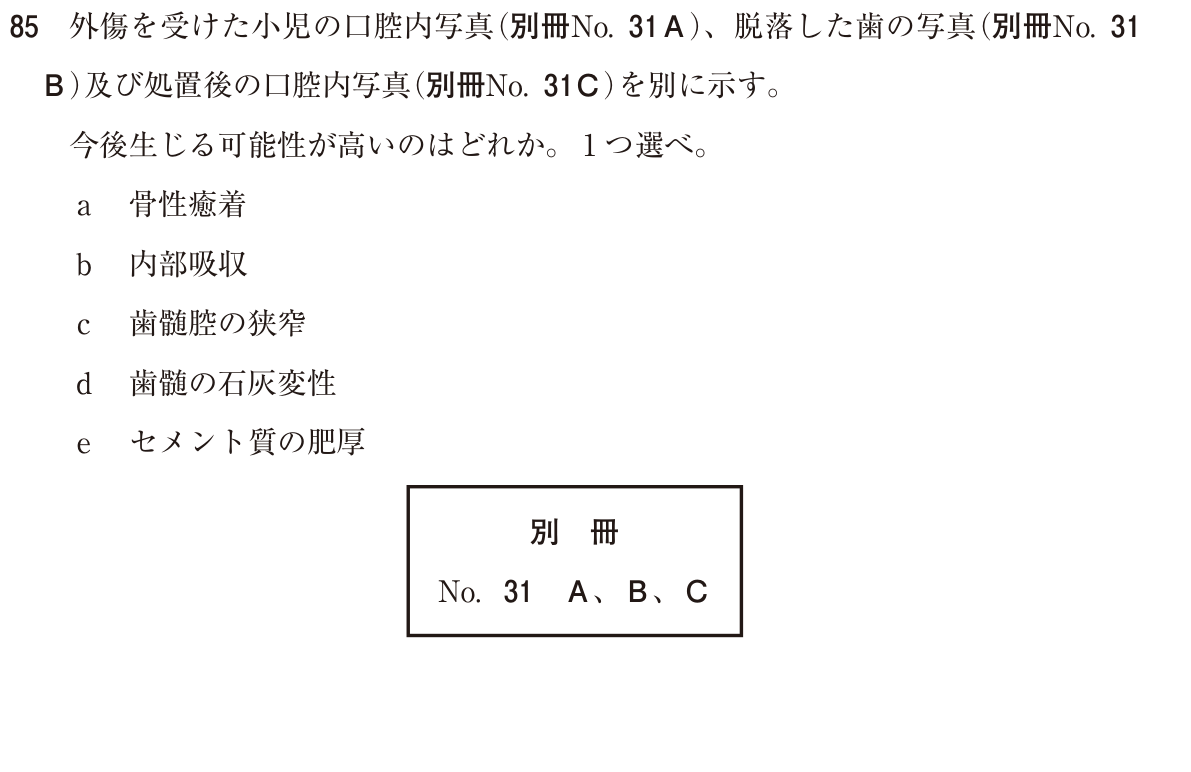 85 外傷を受けた小児の口腔内写真(別冊No. 31 A)、脱落した歯の写真(別冊No. 31
B)及び処置後の口腔内写真(別冊No. 31 C)を別に示す。
今後生じる可能性が高いのはどれか。1つ選べ。
a 骨性癒着
b 内部吸収
c 歯髄腔の狭窄
d 歯髄の石灰変性
e セメント質の肥厚
別 冊
No. 31 A、B、C